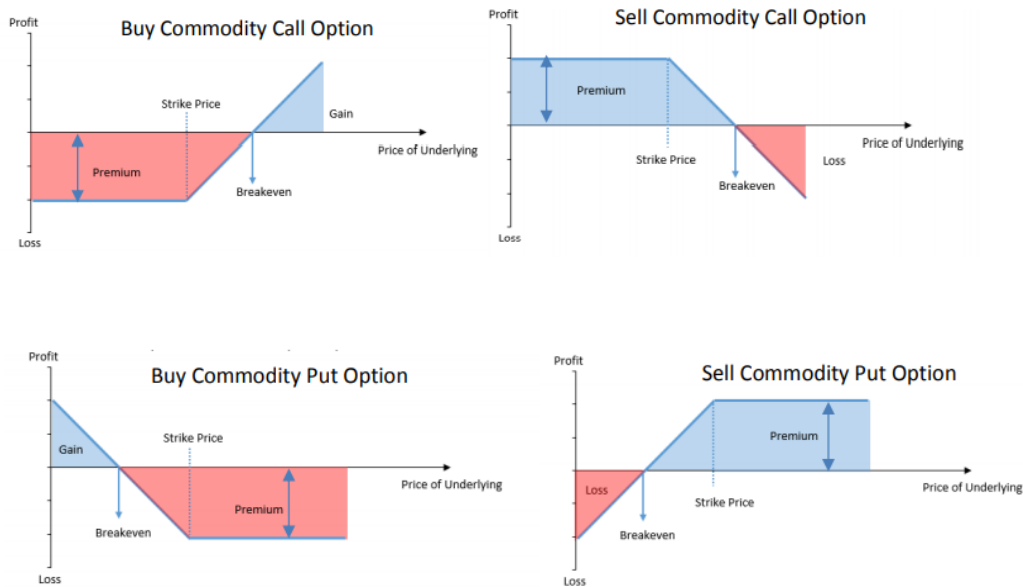 Profit
Buy Commodity Call Option
Strike Price
Gain
Price of Underlying
Premium
Breakeven
Loss
Profit
Sell Commodity Call Option
Premium
Strike Price
Price of Underlying
Loss
Breakeven
Loss
Profit
Buy Commodity Put Option
Gain
Strike Price
Price of Underlying
Premium
Breakeven
Loss
Profit
Sell Commodity Put Option
Premium
Loss
Price of Underlying
Strike Price
Breakeven
Loss